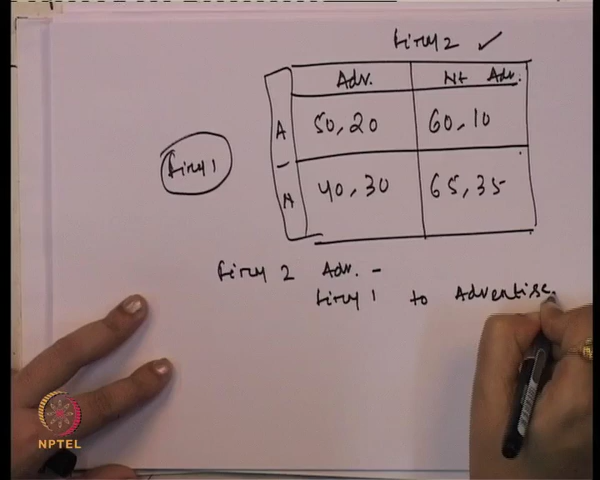 Firm 2 ✓
Adv. Nt Adv.
A 50, 20 60, 10
Firm 1
A 40, 30 65, 35
Firm 2 Adv. -
Firm 1 to Advertise.
NPTEL